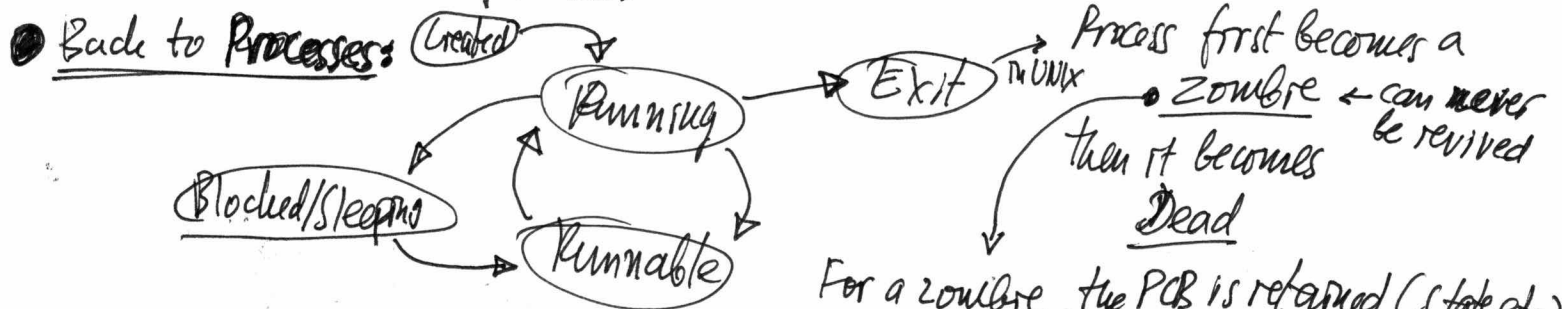 Back to Processes:
Created
Running
Exit
in UNIX
Process first becomes a
zombie ← can never
be revived
then it becomes
Dead
Blocked/Sleeping
Runnable
For a zombie the PCB is retained (state